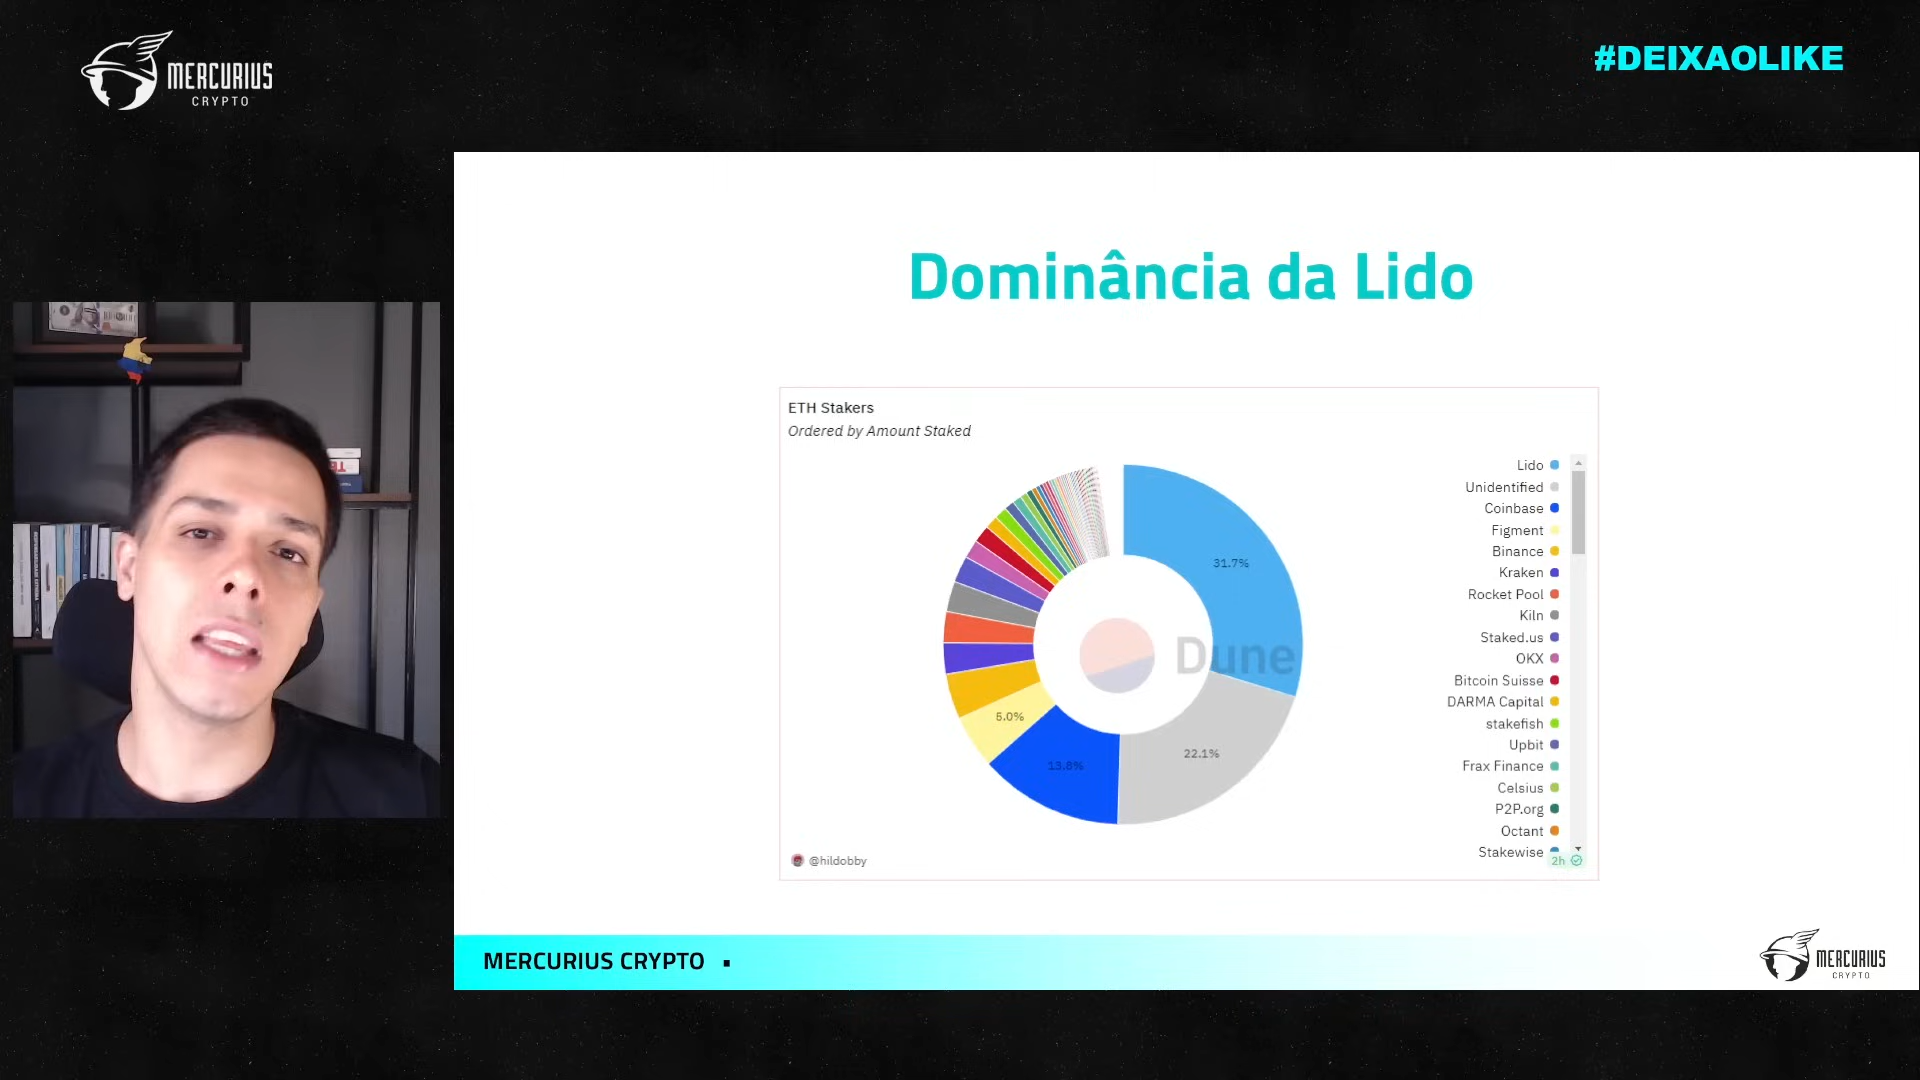 MERCURIUS
CRYPTO
#DEIXAOLIKE
Dominância da Lido
ETH Stakers
Ordered by Amount Staked
31.7%
22.1%
13.8%
5.0%
Dune
Lido
Unidentified
Coinbase
Figment
Binance
Kraken
Rocket Pool
Kiln
Staked.us
OKX
Bitcoin Suisse
DARMA Capital
stakefish
Upbit
Frax Finance
Celsius
P2P.org
Octant
Stakewise
@hildobby
2h
MERCURIUS CRYPTO
MERCURIUS
CRYPTO